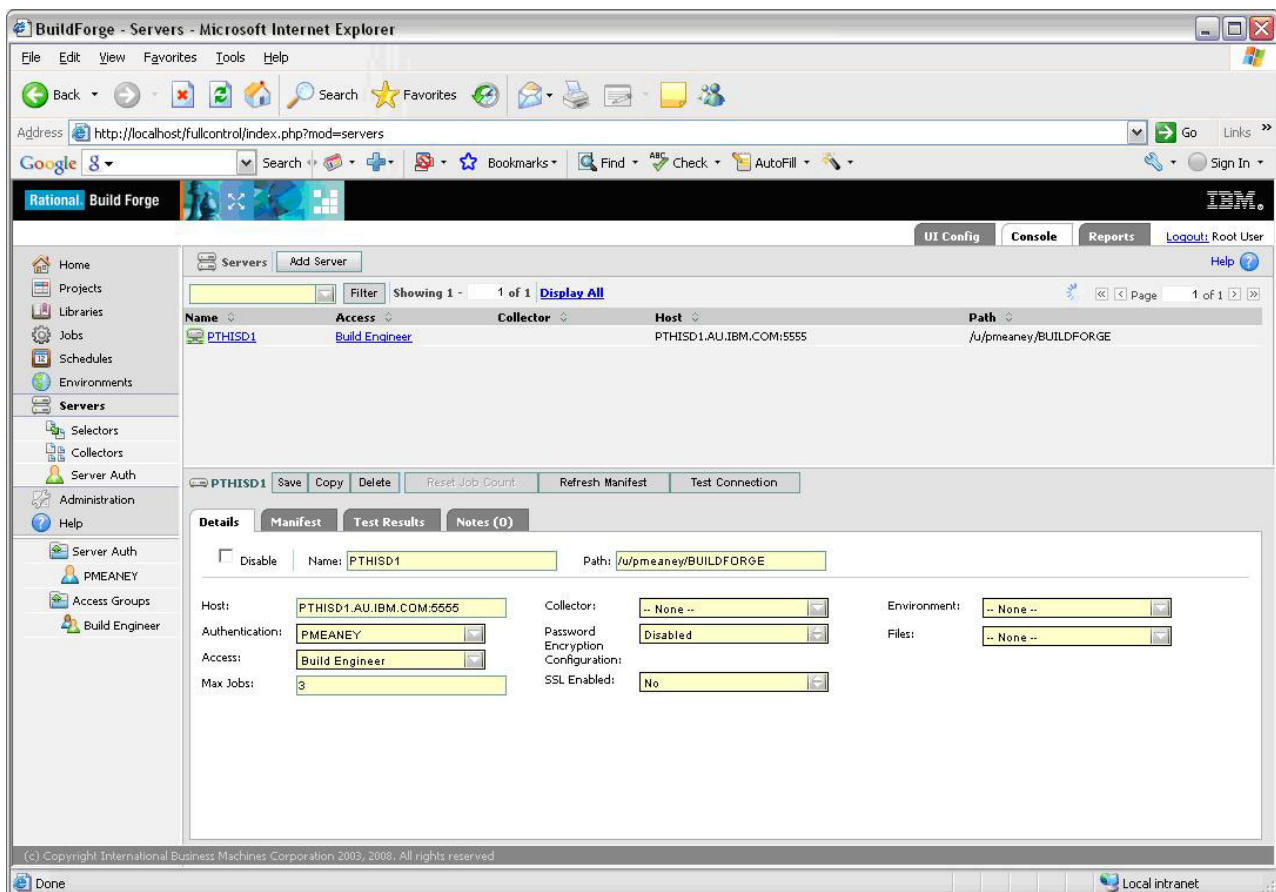 BuildForge - Servers - Microsoft Internet Explorer
File Edit View Favorites Tools Help
Back Search Favorites
Address http://localhost/fullcontrol/index.php?mod=servers Go Links »
Google Search Bookmarks Find ABC Check AutoFill Sign In
Rational. Build Forge IBM.
UI Config Console Reports Logout: Root User
Home
Projects
Libraries
Jobs
Schedules
12
Environments
Servers
Selectors
Collectors
Server Auth
Administration
Help
Server Auth
PMEANEY
Access Groups
Build Engineer
Servers Add Server Help
Filter Showing 1 - 1 of 1 Display All Page 1 of 1
Name Access Collector Host Path
PTHISD1 Build Engineer PTHISD1.AU.IBM.COM:5555 /u/pmeaney/BUILDFORGE
PTHISD1 Save Copy Delete Reset Job Count Refresh Manifest Test Connection
Details Manifest Test Results Notes (0)
Disable Name: PTHISD1 Path: /u/pmeaney/BUILDFORGE
Host: PTHISD1.AU.IBM.COM:5555 Collector: -- None -- Environment: -- None --
Authentication: PMEANEY Password Encryption Configuration: Disabled Files: -- None --
Access: Build Engineer
Max Jobs: 3 SSL Enabled: No
(c) Copyright International Business Machines Corporation 2003, 2008. All rights reserved
Done Local intranet